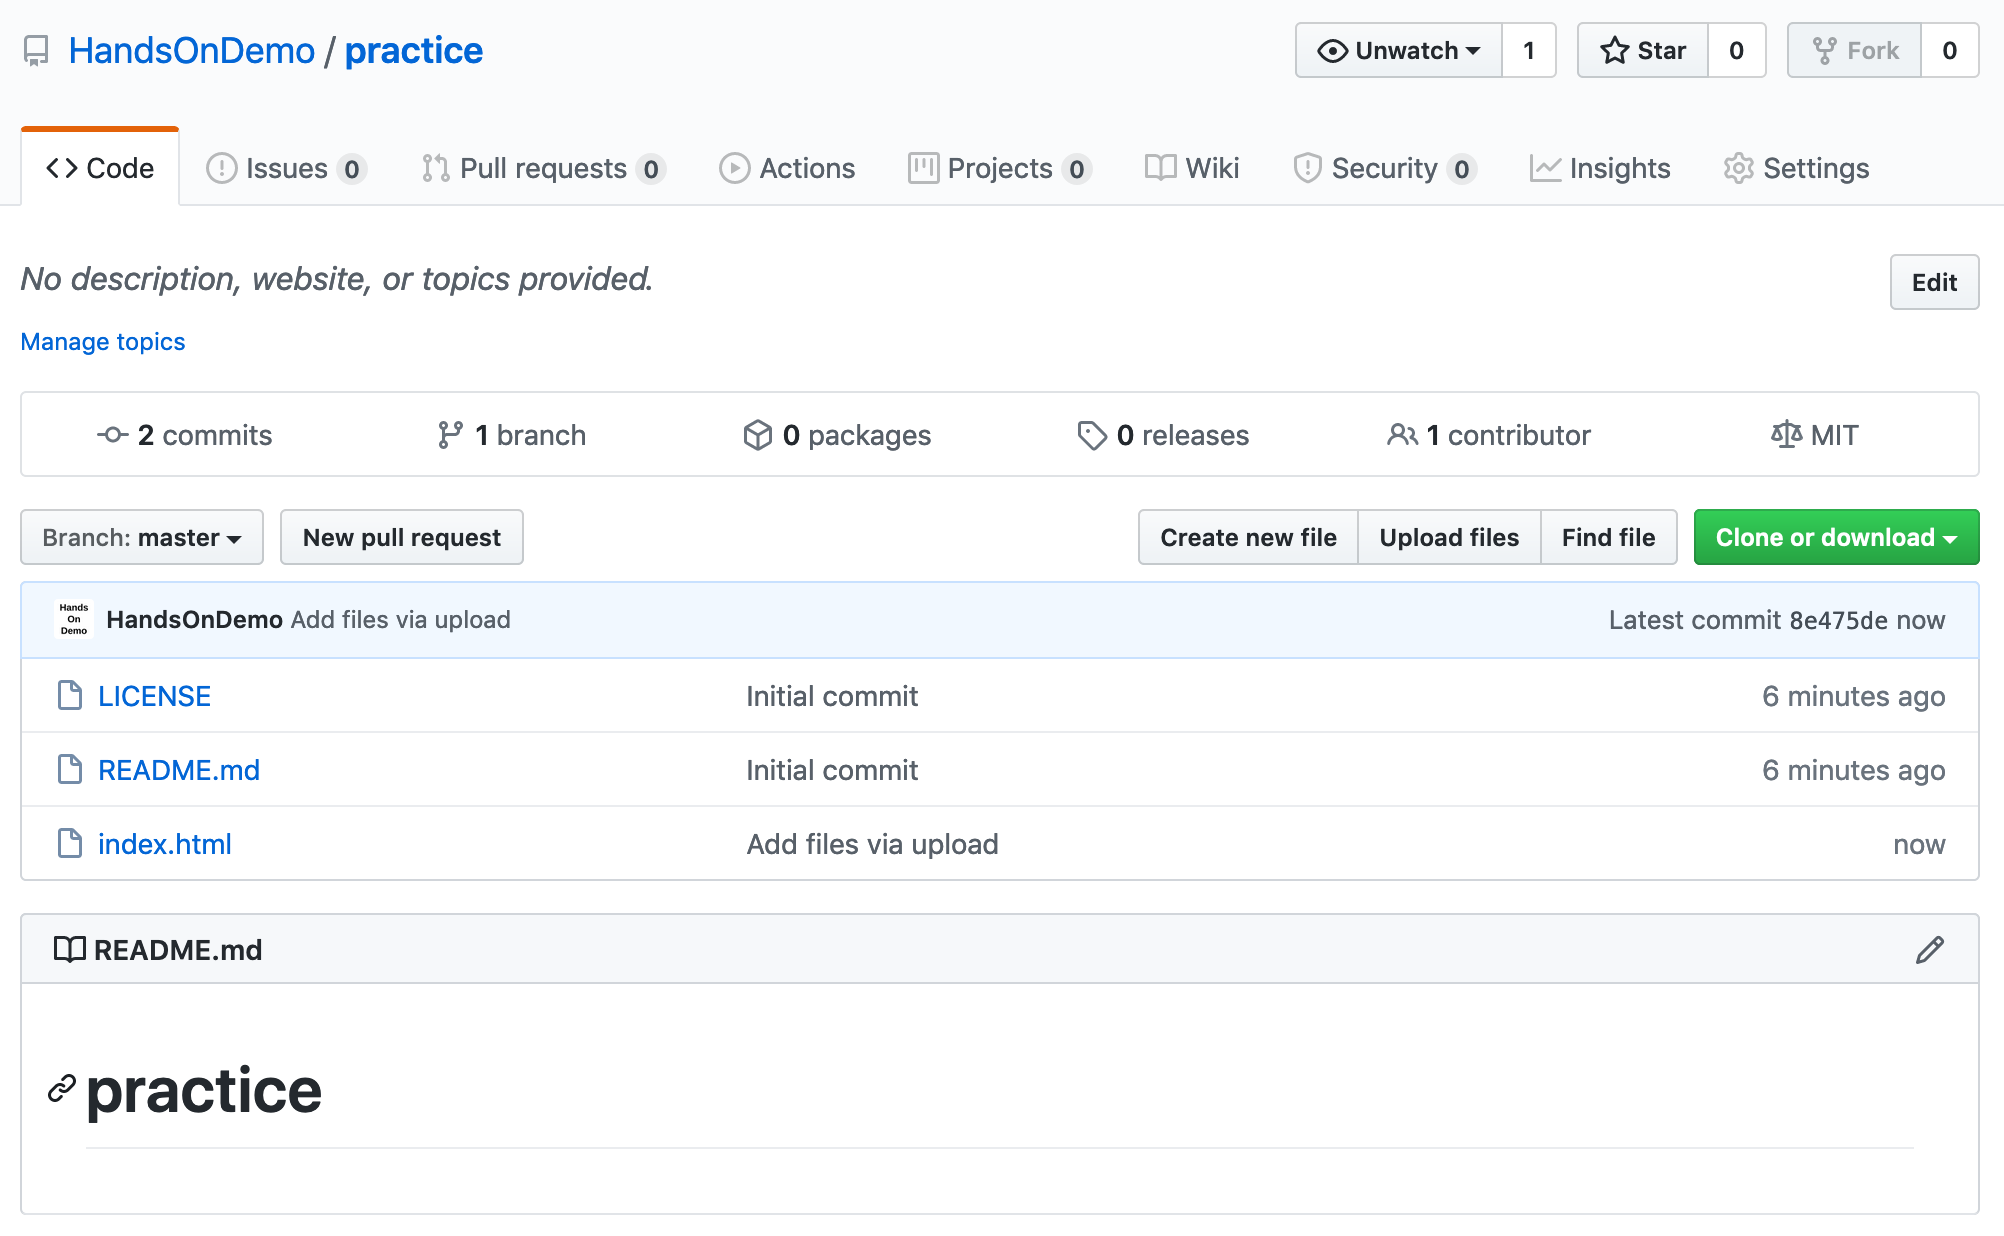 HandsOnDemo / practice
Unwatch 1 Star 0 Fork 0
Code Issues 0 Pull requests 0 Actions Projects 0 Wiki Security 0 Insights Settings
No description, website, or topics provided.
Edit
Manage topics
2 commits 1 branch 0 packages 0 releases 1 contributor MIT
Branch: master New pull request Create new file Upload files Find file Clone or download
Hands
On
Demo
HandsOnDemo Add files via upload Latest commit 8e475de now
LICENSE Initial commit 6 minutes ago
README.md Initial commit 6 minutes ago
index.html Add files via upload now
README.md
practice